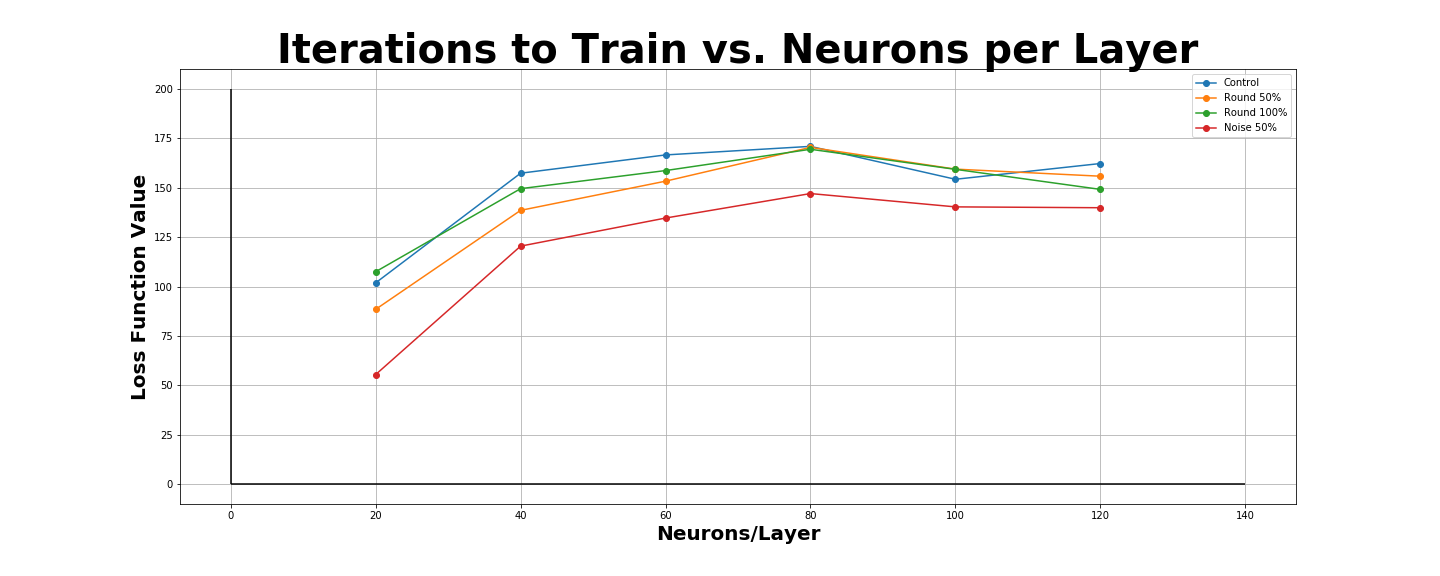 Iterations to Train vs. Neurons per Layer
Control
Round 50%
Round 100%
Noise 50%
Loss Function Value
200
175
150
125
100
75
50
25
0
0 20 40 60 80 100 120 140
Neurons/Layer